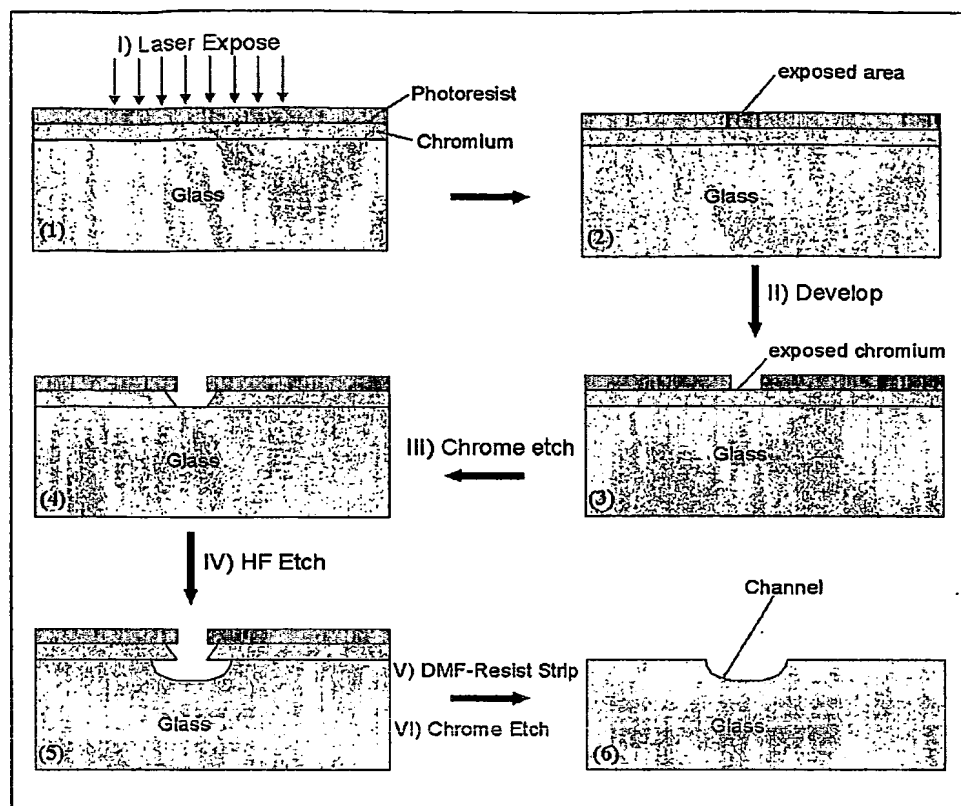 I) Laser Expose
Photoresist
Chromium
Glass
(1)
exposed area
Glass
(2)
II) Develop
exposed chromium
Glass
(3)
III) Chrome etch
Glass
(4)
IV) HF Etch
Glass
(5)
V) DMF-Resist Strip
VI) Chrome Etch
Channel
Glass
(6)